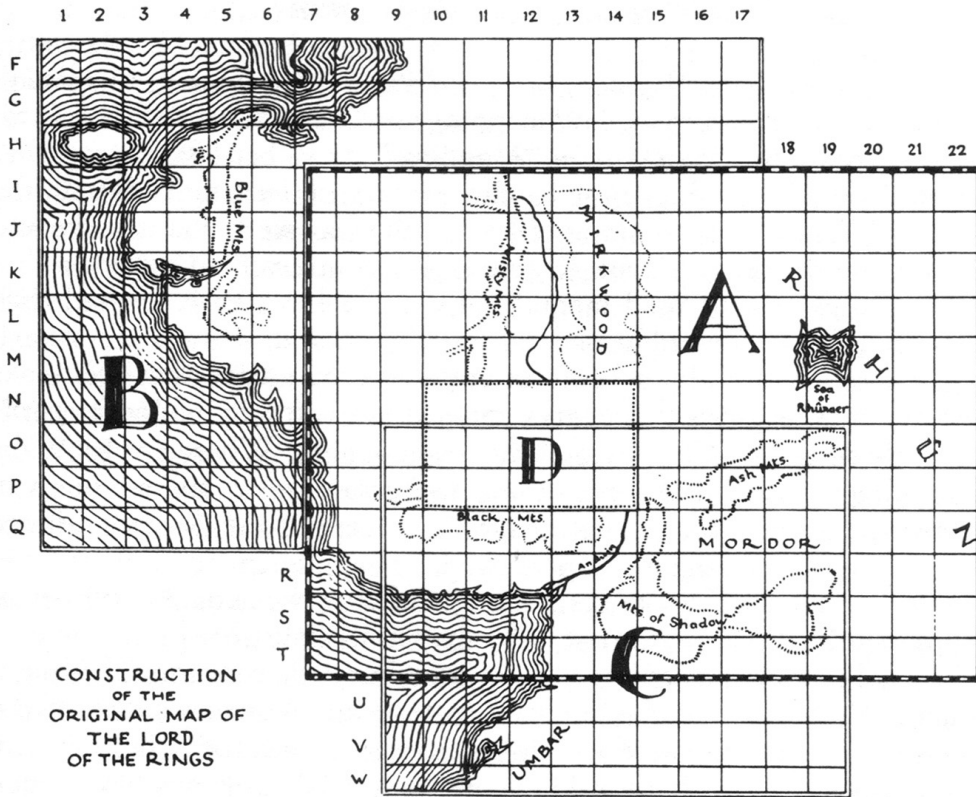 1 2 3 4 5 6 7 8 9 10 11 12 13 14 15 16 17
F
G
H
18 19 20 21 22
I
J
K
L
M
N
O
P
Q
R
S
T
U
V
W
Blue Mts.
Misty Mts.
MIRKWOOD
A
B
C
D
RHÛN
Sea
of
Rhûnaer
Ash Mts.
Black Mts.
Anduin
MORDOR
Mts of Shadow
UMBAR
CONSTRUCTION
OF THE
ORIGINAL MAP OF
THE LORD
OF THE RINGS